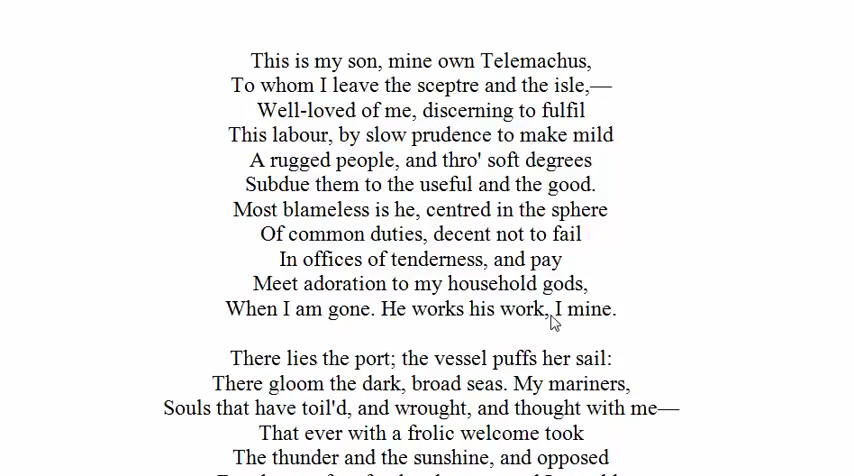 This is my son, mine own Telemachus,
To whom I leave the sceptre and the isle,—
Well-loved of me, discerning to fulfil
This labour, by slow prudence to make mild
A rugged people, and thro' soft degrees
Subdue them to the useful and the good.
Most blameless is he, centred in the sphere
Of common duties, decent not to fail
In offices of tenderness, and pay
Meet adoration to my household gods,
When I am gone. He works his work, I mine.
There lies the port; the vessel puffs her sail:
There gloom the dark, broad seas. My mariners,
Souls that have toil'd, and wrought, and thought with me—
That ever with a frolic welcome took
The thunder and the sunshine, and opposed